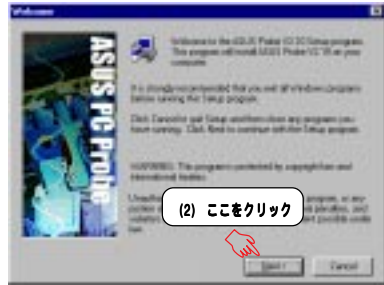 Welcome
ASUS PC Probe
Welcome to the ASUS Probe V2.20 Setup program.
This program will install ASUS Probe on your
computer.
It is strongly recommended that you exit all Windows programs
before running the Setup program.
Click Cancel to quit Setup and then close any programs you
have running. Click Next to continue with the Setup program.
WARNING: This program is protected by copyright law and
international treaties.
(2) ここをクリック
law.
Next >
Cancel